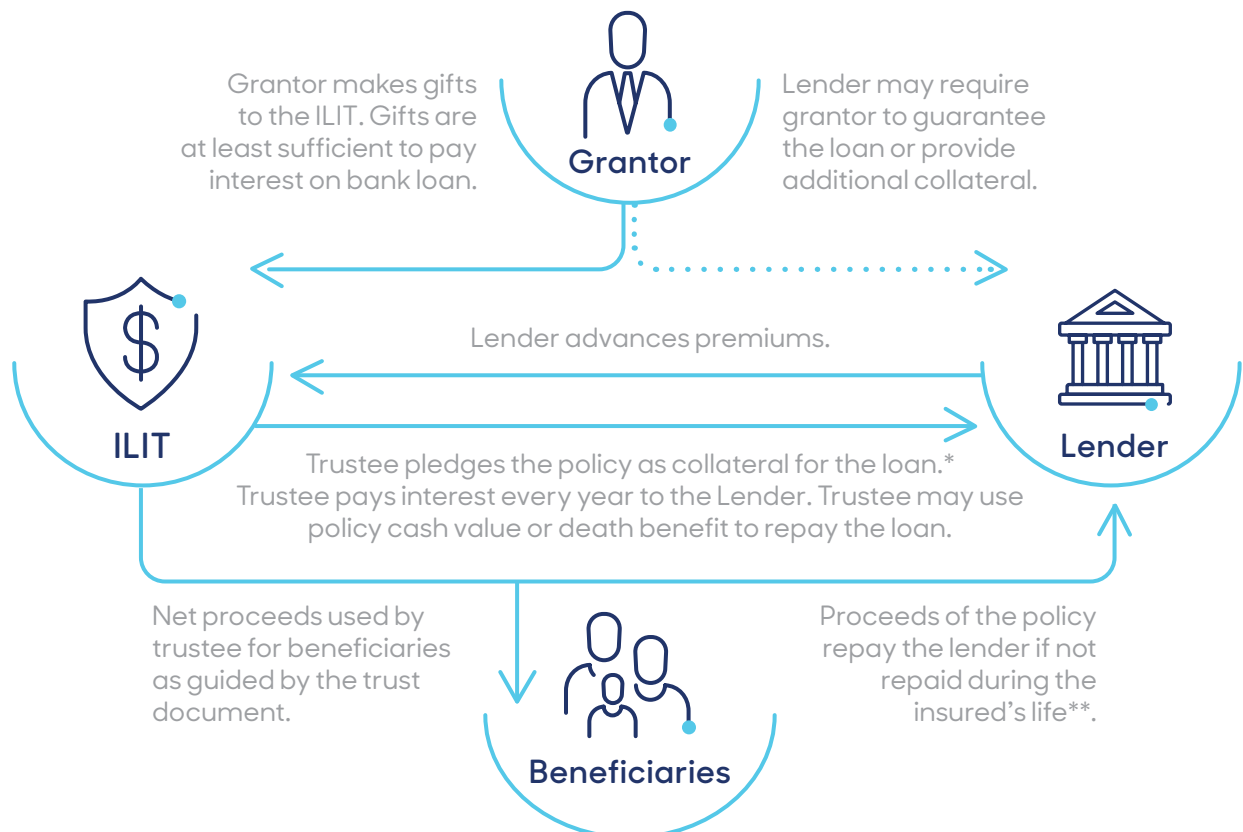 Grantor makes gifts
to the ILIT. Gifts are
at least sufficient to pay
interest on bank loan.
Grantor
Lender may require
grantor to guarantee
the loan or provide
additional collateral.
Lender advances premiums.
ILIT
Lender
Trustee pledges the policy as collateral for the loan.*
Trustee pays interest every year to the Lender. Trustee may use
policy cash value or death benefit to repay the loan.
Net proceeds used by
trustee for beneficiaries
as guided by the trust
document.
Proceeds of the policy
repay the lender if not
repaid during the
insured’s life**.
Beneficiaries